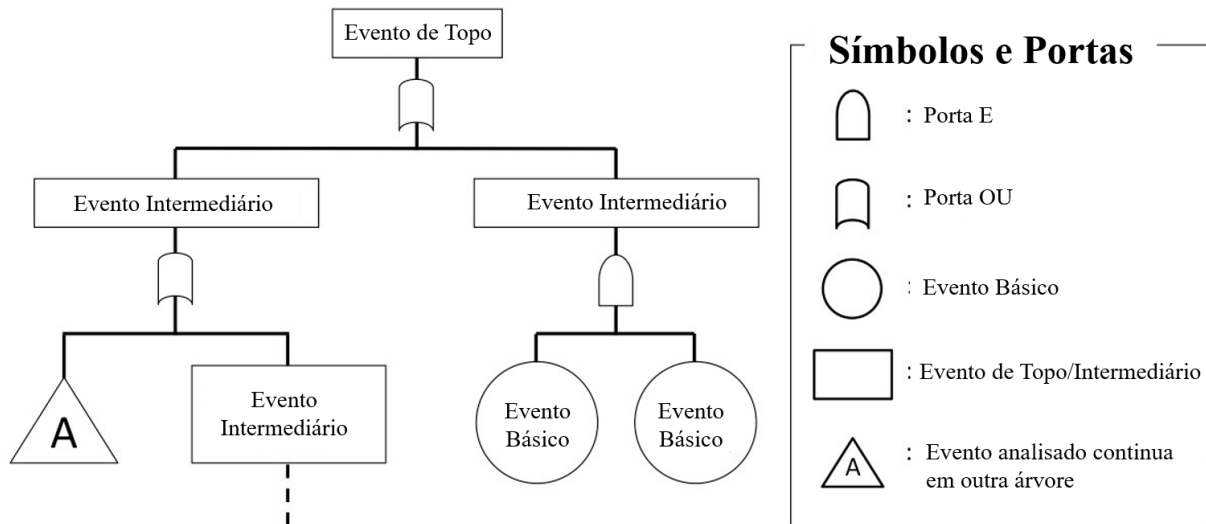 Evento de Topo
Evento Intermediário
Evento Intermediário
A
Evento
Intermediário
Evento
Básico
Evento
Básico
Símbolos e Portas
: Porta E
: Porta OU
: Evento Básico
: Evento de Topo/Intermediário
A
: Evento analisado continua
em outra árvore